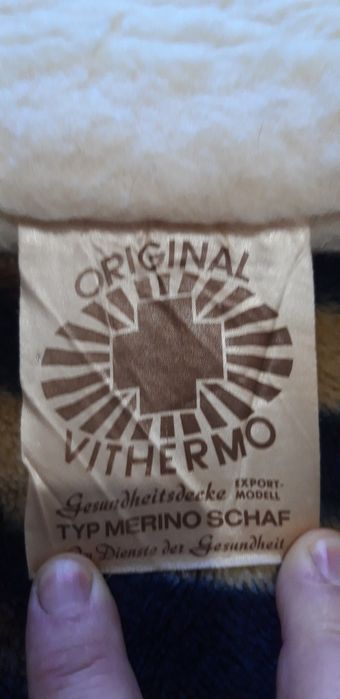 ORIGINAL
VITHERMO
Gesundheitsdecke EXPORT-
MODELL
TYP MERINO SCHAF
Im Dienste der Gesundheit